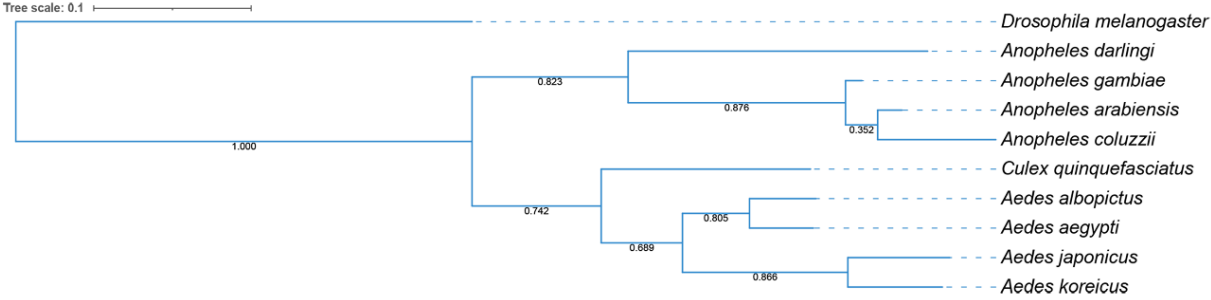 Tree scale: 0.1
Drosophila melanogaster
Anopheles darlingi
0.823
Anopheles gambiae
0.876
Anopheles arabiensis
0.352
Anopheles coluzzii
1.000
Culex quinquefasciatus
Aedes albopictus
0.742
0.805
Aedes aegypti
0.689
Aedes japonicus
0.866
Aedes koreicus